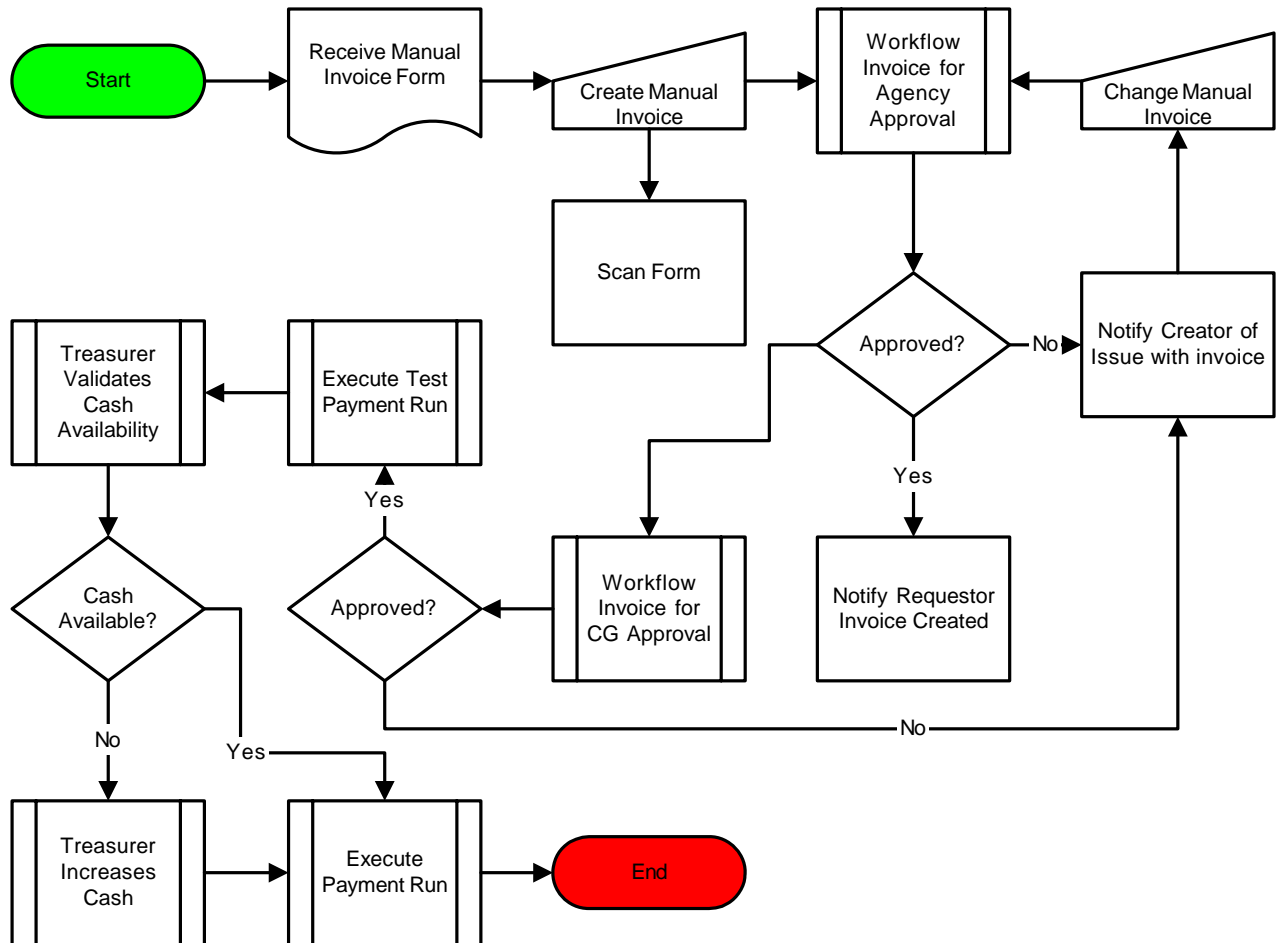 Start
Receive Manual
Invoice Form
Create Manual
Invoice
Workflow
Invoice for
Agency
Approval
Change Manual
Invoice
Scan Form
Approved?
No
Notify Creator of
Issue with invoice
Treasurer
Validates
Cash
Availability
Execute Test
Payment Run
Yes
Yes
Cash
Available?
Approved?
Workflow
Invoice for
CG Approval
Notify Requestor
Invoice Created
No
Yes
No
Treasurer
Increases
Cash
Execute
Payment Run
End